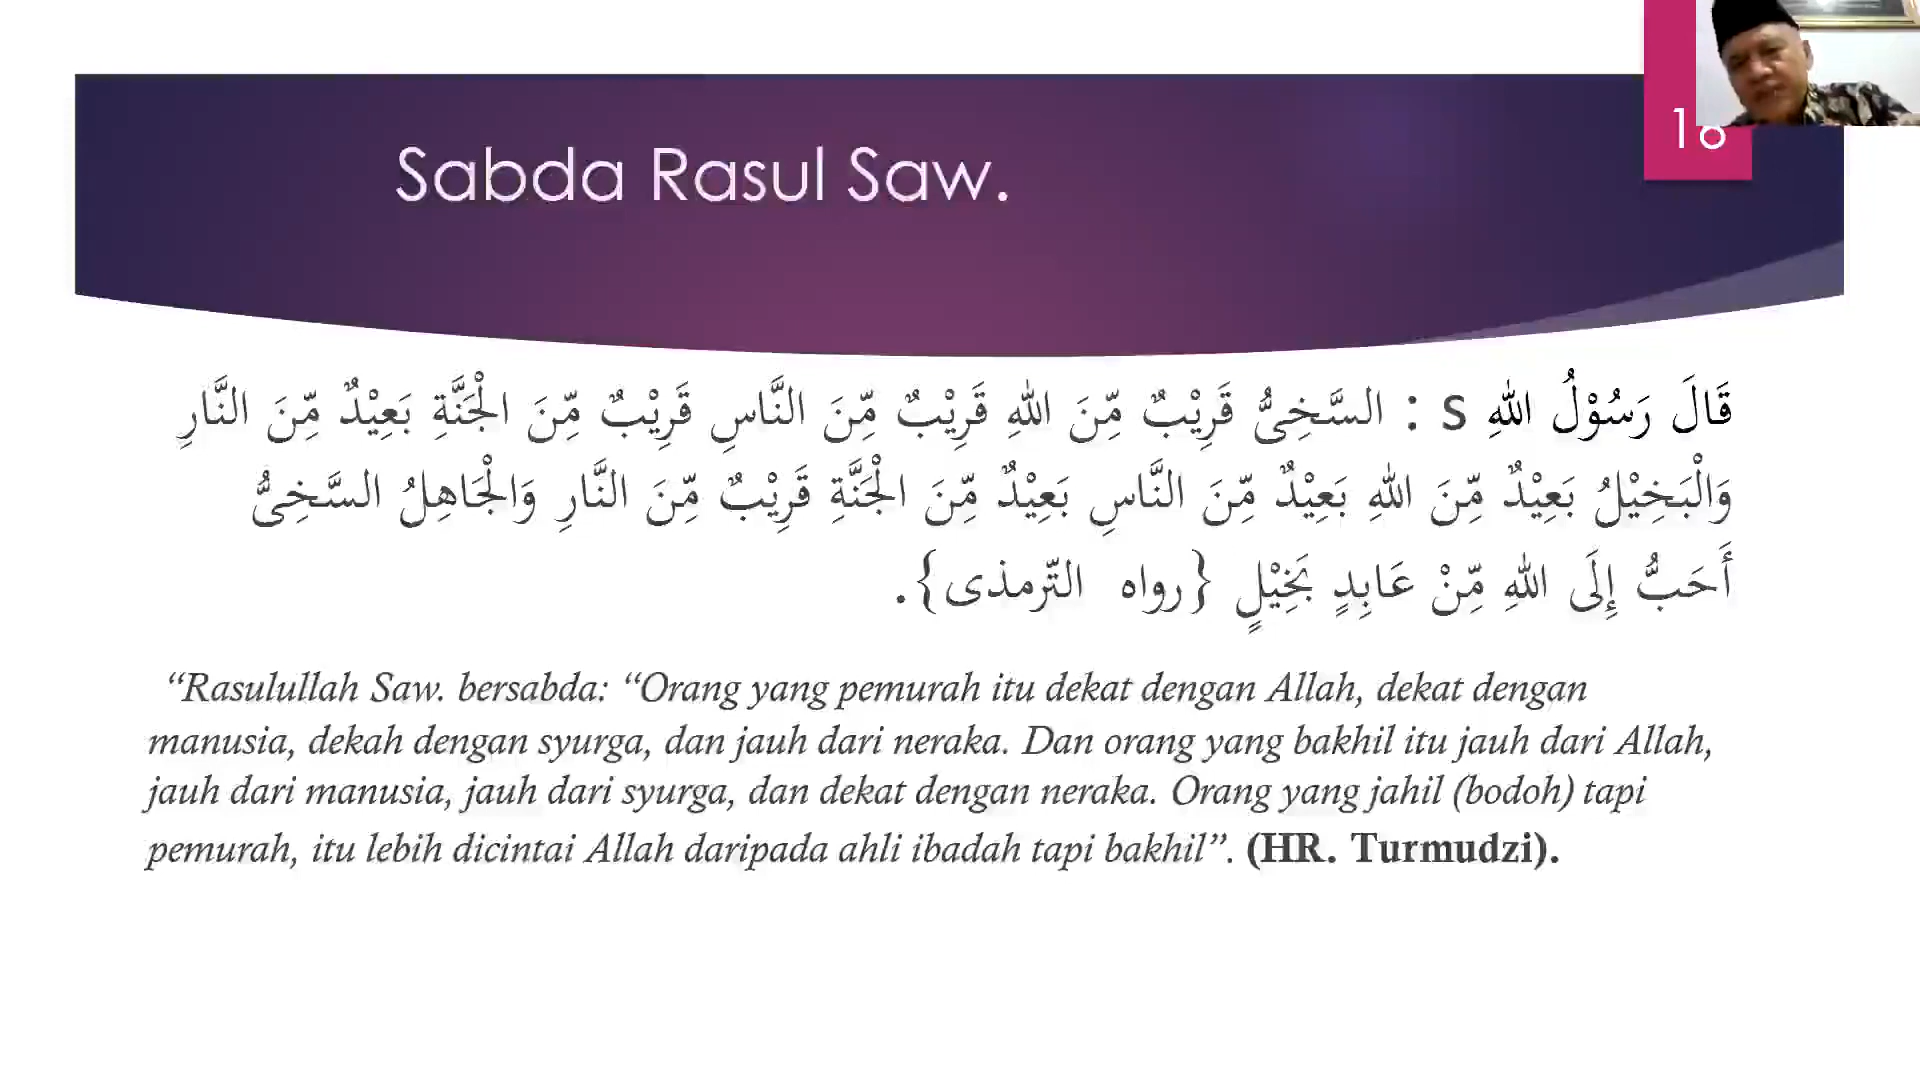 16
Sabda Rasul Saw.
قَالَ رَسُوْلُ اللهِ s : السَّخِىُّ قَرِيْبٌ مِّنَ اللهِ قَرِيْبٌ مِّنَ النَّاسِ قَرِيْبٌ مِّنَ الْجَنَّةِ بَعِيْدٌ مِّنَ النَّارِ
وَالْبَخِيْلُ بَعِيْدٌ مِّنَ اللهِ بَعِيْدٌ مِّنَ النَّاسِ بَعِيْدٌ مِّنَ الْجَنَّةِ قَرِيْبٌ مِّنَ النَّارِ وَالْجَاهِلُ السَّخِىُّ
أَحَبُّ إِلَى اللهِ مِّنْ عَابِدٍ بَخِيْلٍ {رواه التّرمذى}.
“Rasulullah Saw. bersabda: “Orang yang pemurah itu dekat dengan Allah, dekat dengan
manusia, dekah dengan syurga, dan jauh dari neraka. Dan orang yang bakhil itu jauh dari Allah,
jauh dari manusia, jauh dari syurga, dan dekat dengan neraka. Orang yang jahil (bodoh) tapi
pemurah, itu lebih dicintai Allah daripada ahli ibadah tapi bakhil”. (HR. Turmudzi).